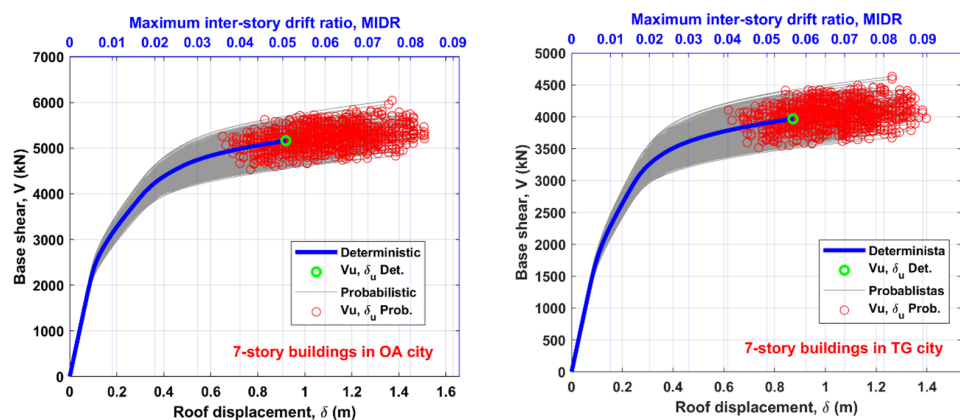 Maximum inter-story drift ratio, MIDR
0 0.01 0.02 0.03 0.04 0.05 0.06 0.07 0.08 0.09
7000
6000
5000
4000
3000
2000
1000
0
Base shear, V (kN)
Deterministic
Vu, δu Det.
Probabilistic
Vu, δu Prob.
7-story buildings in OA city
0 0.2 0.4 0.6 0.8 1 1.2 1.4 1.6
Roof displacement, δ (m)
Maximum inter-story drift ratio, MIDR
0 0.01 0.02 0.03 0.04 0.05 0.06 0.07 0.08 0.09
5000
4500
4000
3500
3000
2500
2000
1500
1000
500
0
Base shear, V (kN)
Determinista
Vu, δu Det.
Probablistas
Vu, δu Prob.
7-story buildings in TG city
0 0.2 0.4 0.6 0.8 1 1.2 1.4
Roof displacement, δ (m)